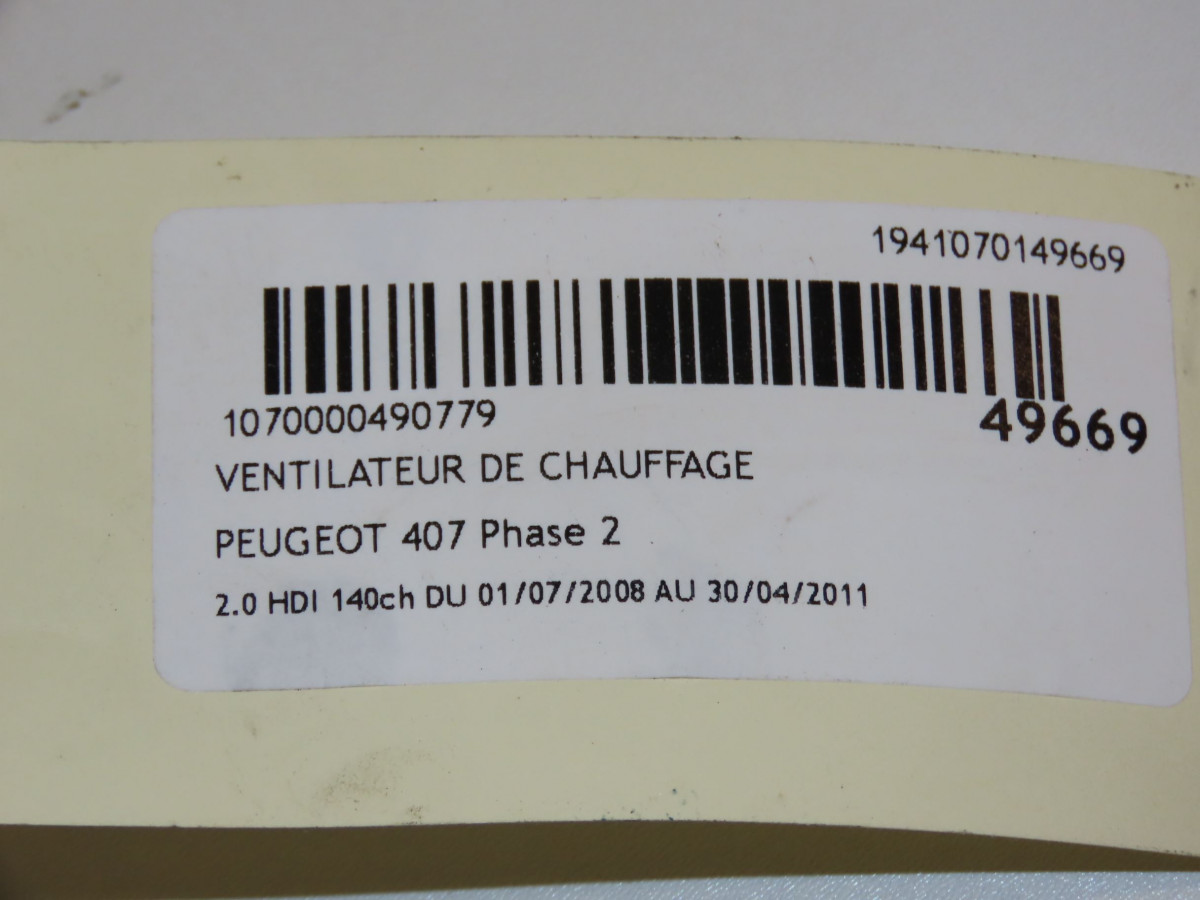 1941070149669
1070000490779
49669
VENTILATEUR DE CHAUFFAGE
PEUGEOT 407 Phase 2
2.0 HDI 140ch DU 01/07/2008 AU 30/04/2011